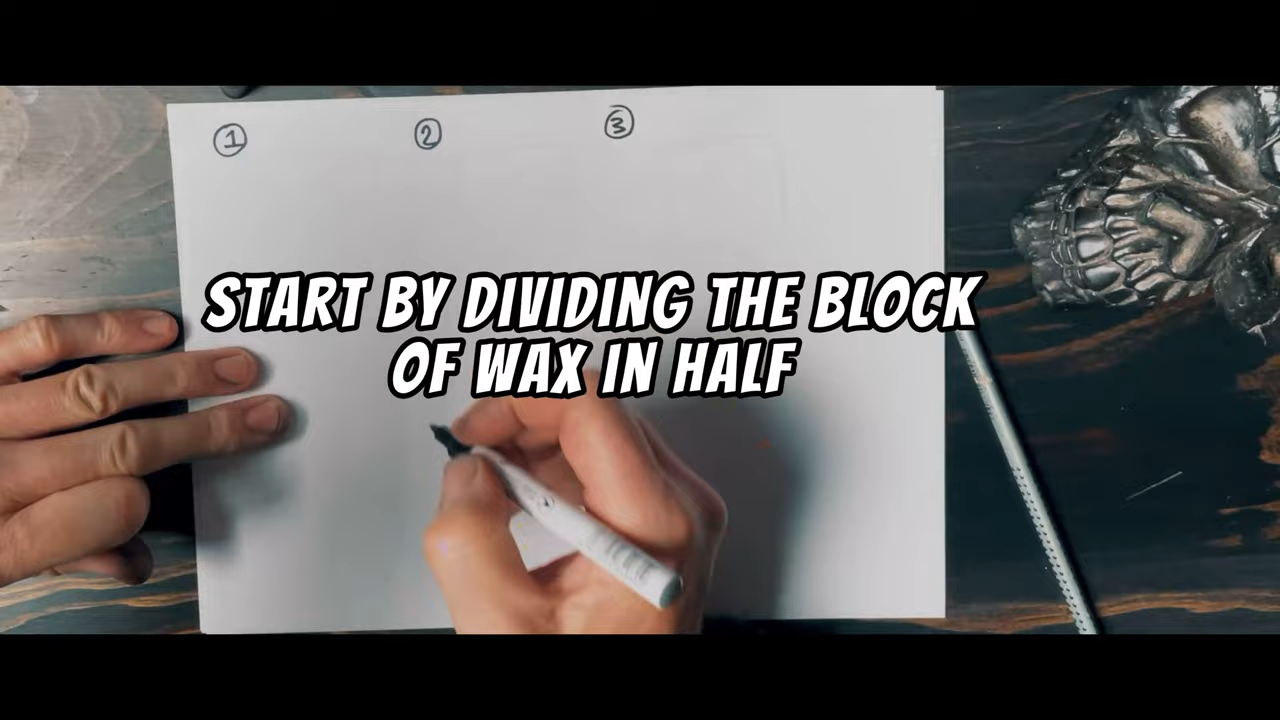 ① ② ③
START BY DIVIDING THE BLOCK
OF WAX IN HALF